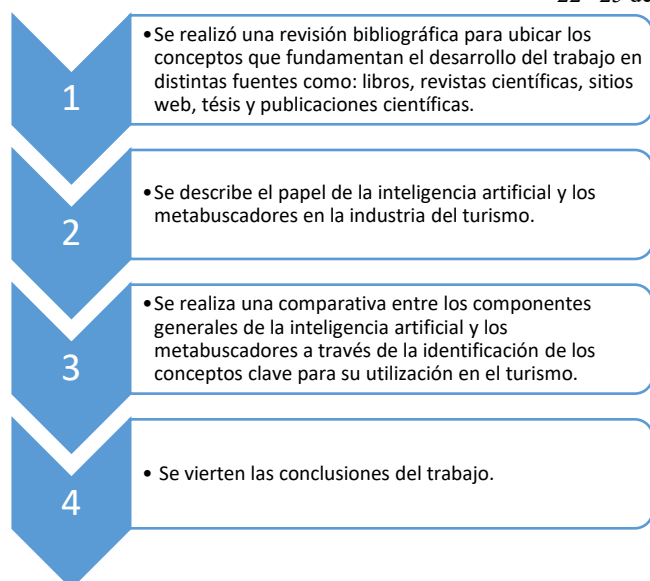 22 - 23 de
1
•Se realizó una revisión bibliográfica para ubicar los
conceptos que fundamentan el desarrollo del trabajo en
distintas fuentes como: libros, revistas científicas, sitios
web, tésis y publicaciones científicas.
2
•Se describe el papel de la inteligencia artificial y los
metabuscadores en la industria del turismo.
3
•Se realiza una comparativa entre los componentes
generales de la inteligencia artificial y los
metabuscadores a través de la identificación de los
conceptos clave para su utilización en el turismo.
4
• Se vierten las conclusiones del trabajo.